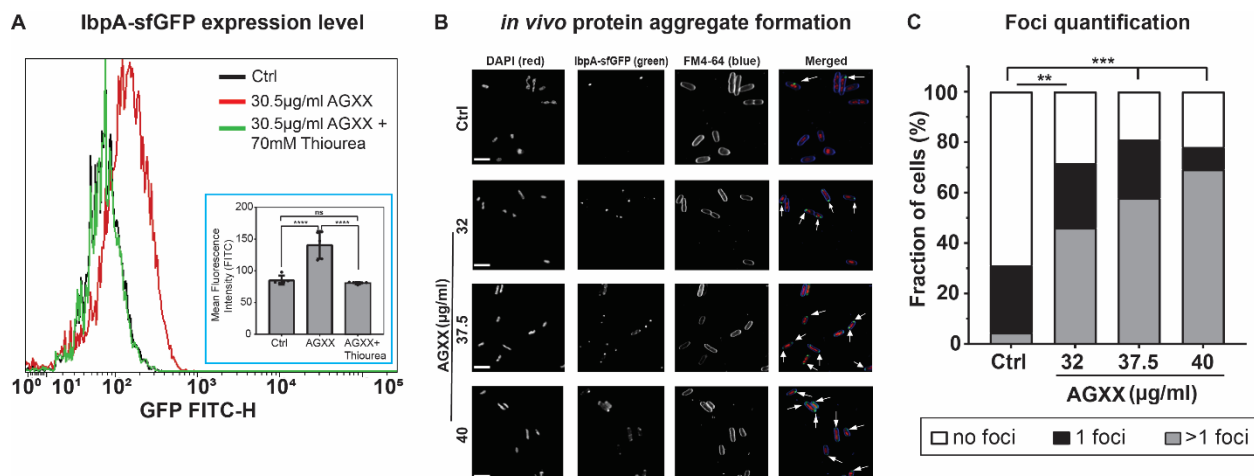 A IbpA-sfGFP expression level
Ctrl
30.5µg/ml AGXX
30.5µg/ml AGXX +
70mM Thiourea
Mean Fluorescence
Intensity (FITC)
200
150
100
50
0
ns
**** ****
Ctrl AGXX AGXX+
Thiourea
10⁰ 10¹ 10² 10³ 10⁴ 10⁵
GFP FITC-H
B in vivo protein aggregate formation
DAPI (red) IbpA-sfGFP (green) FM4-64 (blue) Merged
Ctrl
32
37.5
40
AGXX (µg/ml)
C Foci quantification
***
**
Fraction of cells (%)
100
80
60
40
20
0
Ctrl 32 37.5 40
AGXX (µg/ml)
no foci 1 foci >1 foci